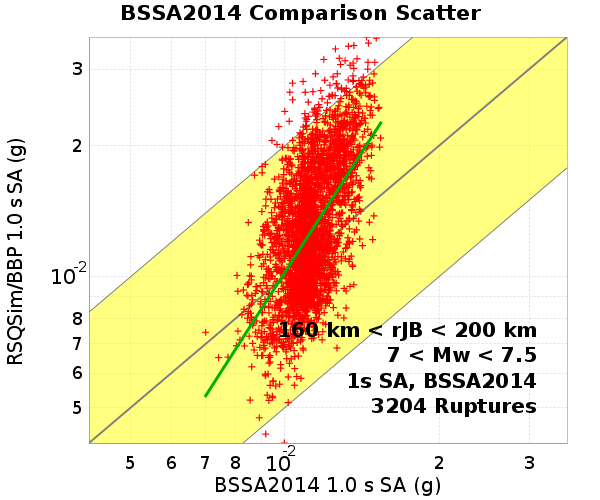 BSSA2014 Comparison Scatter
RSQSim/BBP 1.0 s SA (g)
3
2
10-2
8
7
6
5
160 km < rJB < 200 km
7 < Mw < 7.5
1s SA, BSSA2014
3204 Ruptures
5 6 7 8 10-2 2 3
BSSA2014 1.0 s SA (g)